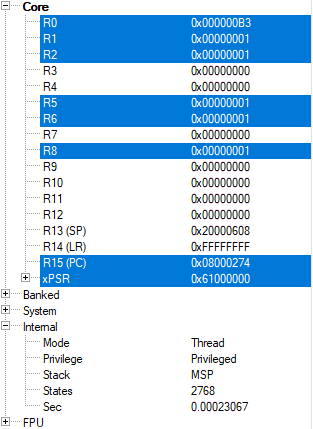 Core
R0 0x000000B3
R1 0x00000001
R2 0x00000001
R3 0x00000000
R4 0x00000000
R5 0x00000001
R6 0x00000001
R7 0x00000000
R8 0x00000001
R9 0x00000000
R10 0x00000000
R11 0x00000000
R12 0x00000000
R13 (SP) 0x20000608
R14 (LR) 0xFFFFFFFF
R15 (PC) 0x08000274
xPSR 0x61000000
Banked
System
Internal
Mode Thread
Privilege Privileged
Stack MSP
States 2768
Sec 0.00023067
FPU